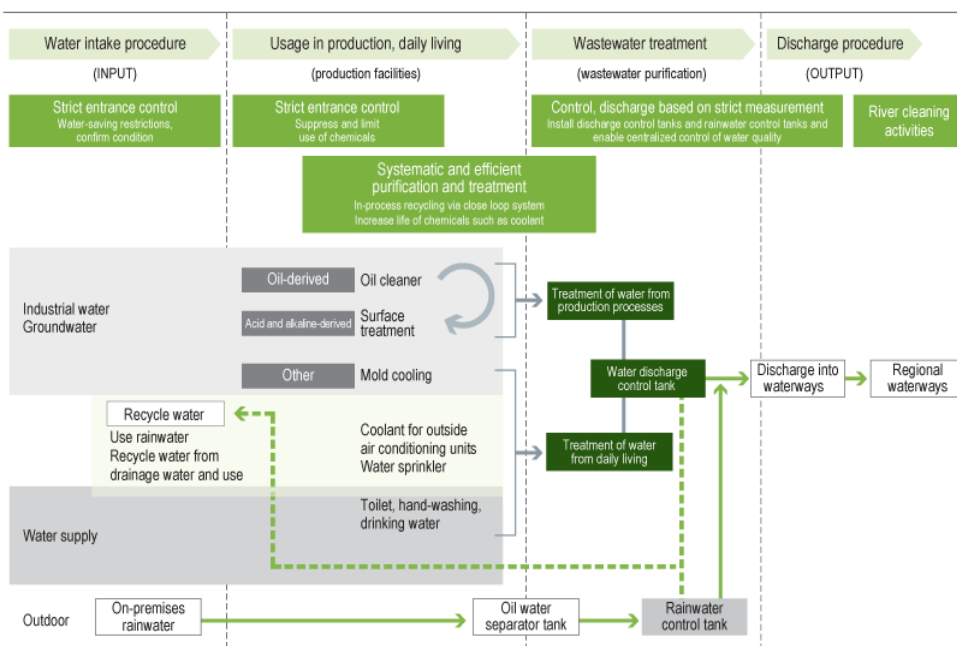 Water intake procedure
Usage in production, daily living
Wastewater treatment
Discharge procedure
(INPUT)
(production facilities)
(wastewater purification)
(OUTPUT)
Strict entrance control
Water-saving restrictions,
confirm condition
Strict entrance control
Suppress and limit
use of chemicals
Control, discharge based on strict measurement
Install discharge control tanks and rainwater control tanks and
enable centralized control of water quality
River cleaning
activities
Systematic and efficient
purification and treatment
In-process recycling via close loop system
Increase life of chemicals such as coolant
Industrial water
Groundwater
Oil-derived
Oil cleaner
Acid and alkaline-derived
Surface
treatment
Other
Mold cooling
Treatment of water from
production processes
Water discharge
control tank
Discharge into
waterways
Regional
waterways
Recycle water
Use rainwater
Recycle water from
drainage water and use
Coolant for outside
air conditioning units
Water sprinkler
Treatment of water
from daily living
Water supply
Toilet, hand-washing,
drinking water
Outdoor
On-premises
rainwater
Oil water
separator tank
Rainwater
control tank